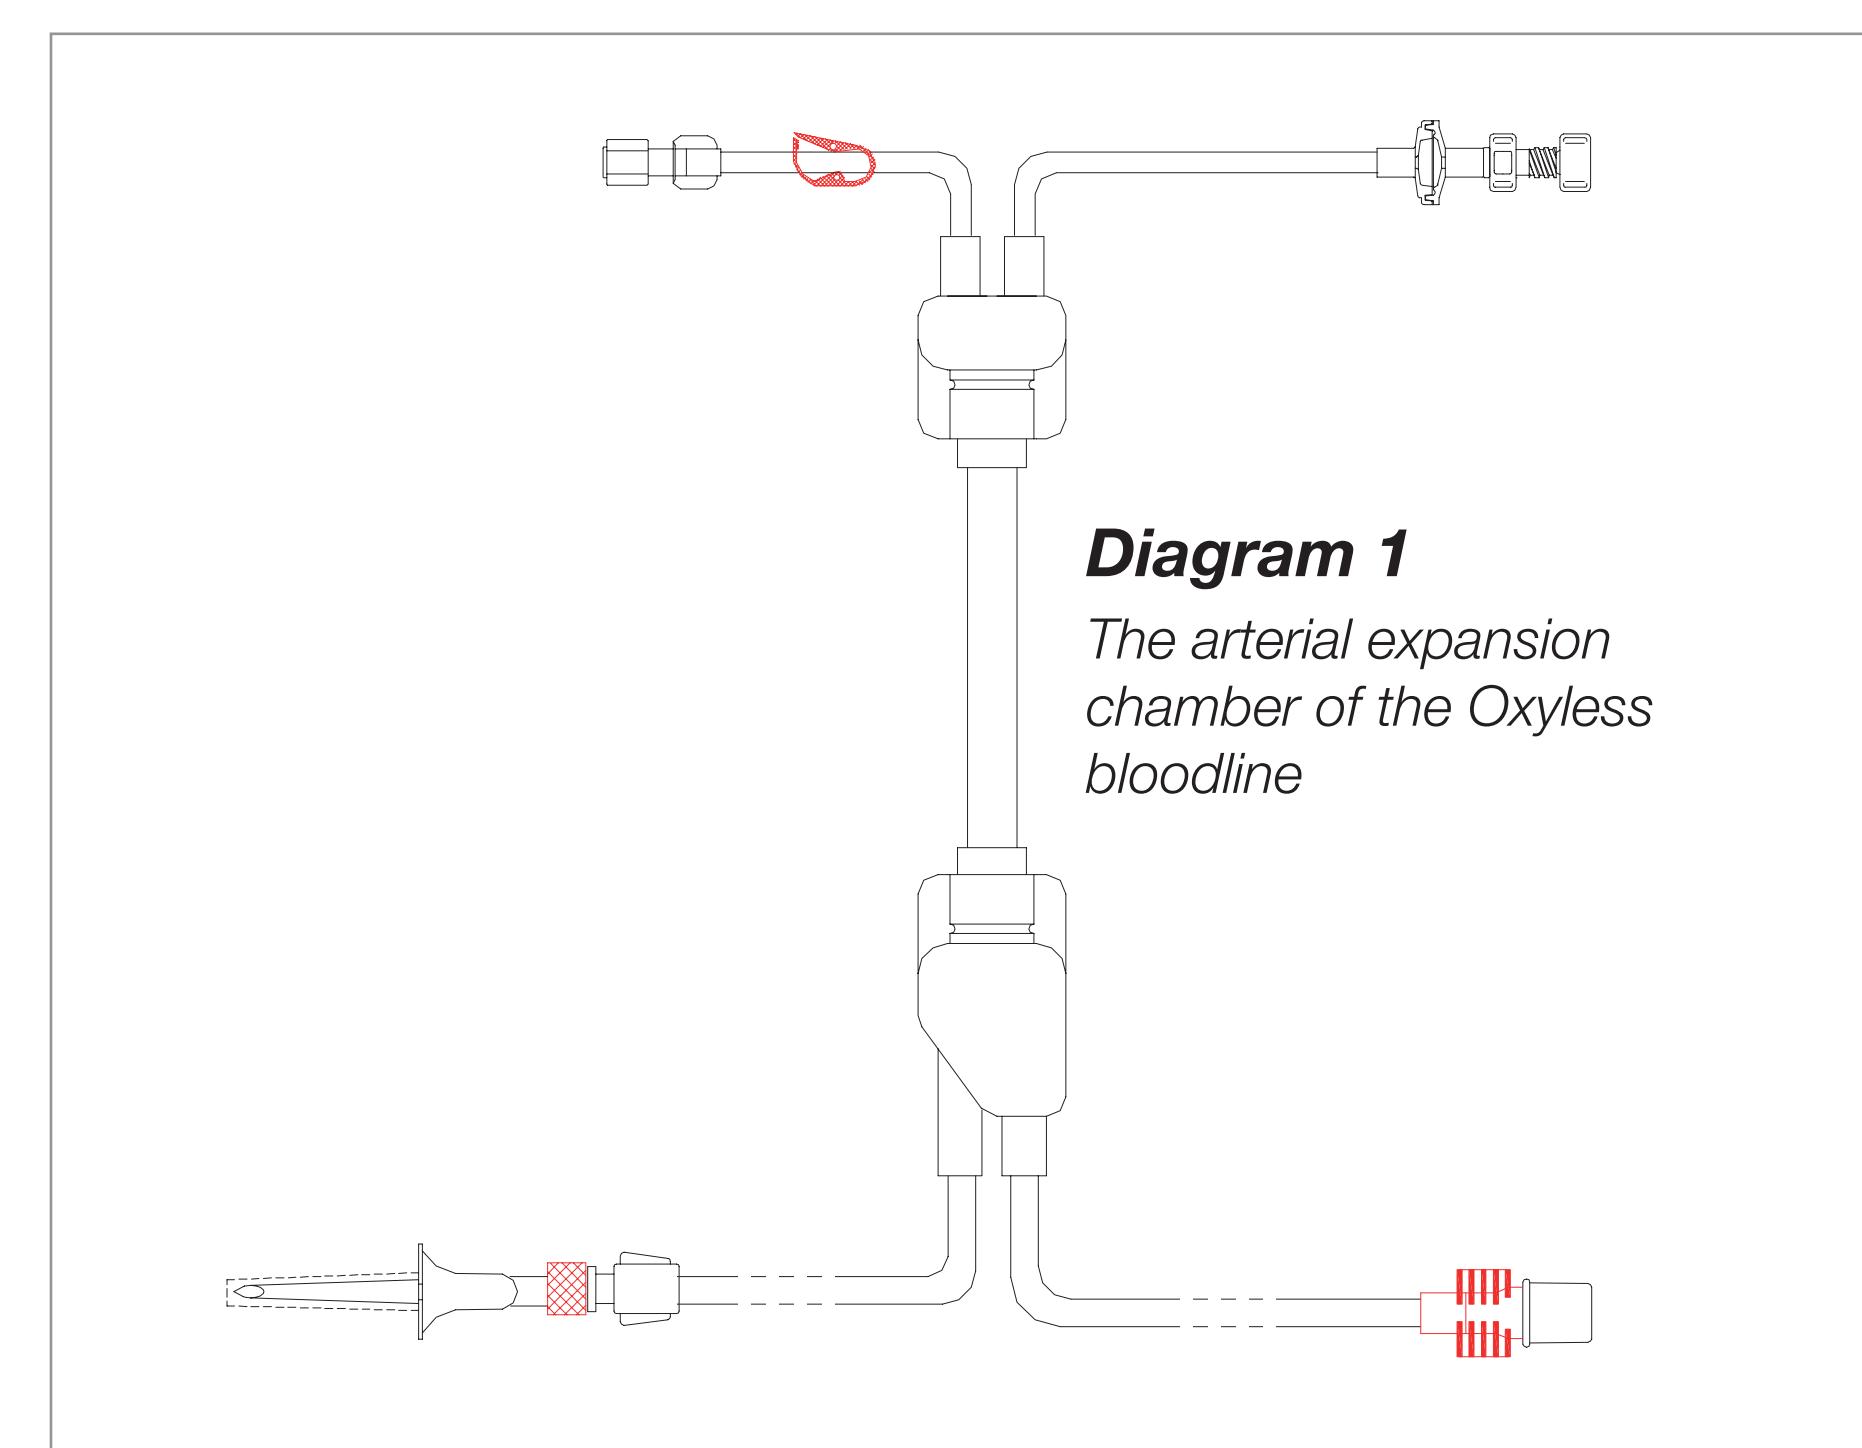 Diagram 1
The arterial expansion
chamber of the Oxyless
bloodline